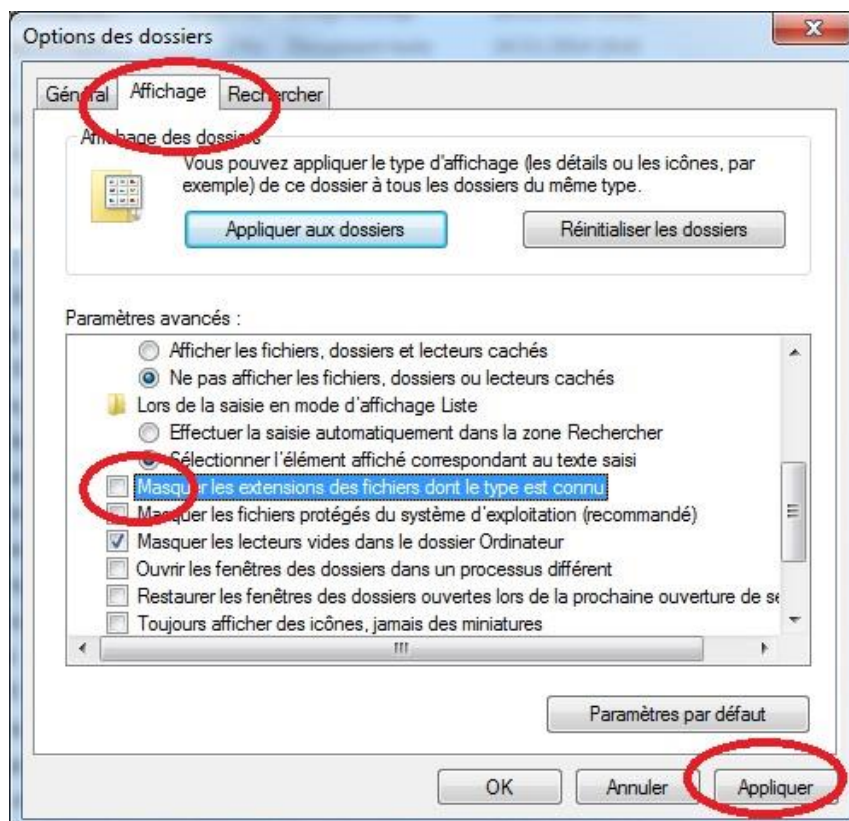 Options des dossiers
Général Affichage Rechercher
Affichage des dossiers
Vous pouvez appliquer le type d'affichage (les détails ou les icônes, par
exemple) de ce dossier à tous les dossiers du même type.
Appliquer aux dossiers Réinitialiser les dossiers
Paramètres avancés :
Afficher les fichiers, dossiers et lecteurs cachés
Ne pas afficher les fichiers, dossiers ou lecteurs cachés
Lors de la saisie en mode d'affichage Liste
Effectuer la saisie automatiquement dans la zone Rechercher
Sélectionner l'élément affiché correspondant au texte saisi
Masquer les extensions des fichiers dont le type est connu
Masquer les fichiers protégés du système d'exploitation (recommandé)
Masquer les lecteurs vides dans le dossier Ordinateur
Ouvrir les fenêtres des dossiers dans un processus différent
Restaurer les fenêtres des dossiers ouvertes lors de la prochaine ouverture de se
Toujours afficher des icônes, jamais des miniatures
Paramètres par défaut
OK Annuler Appliquer